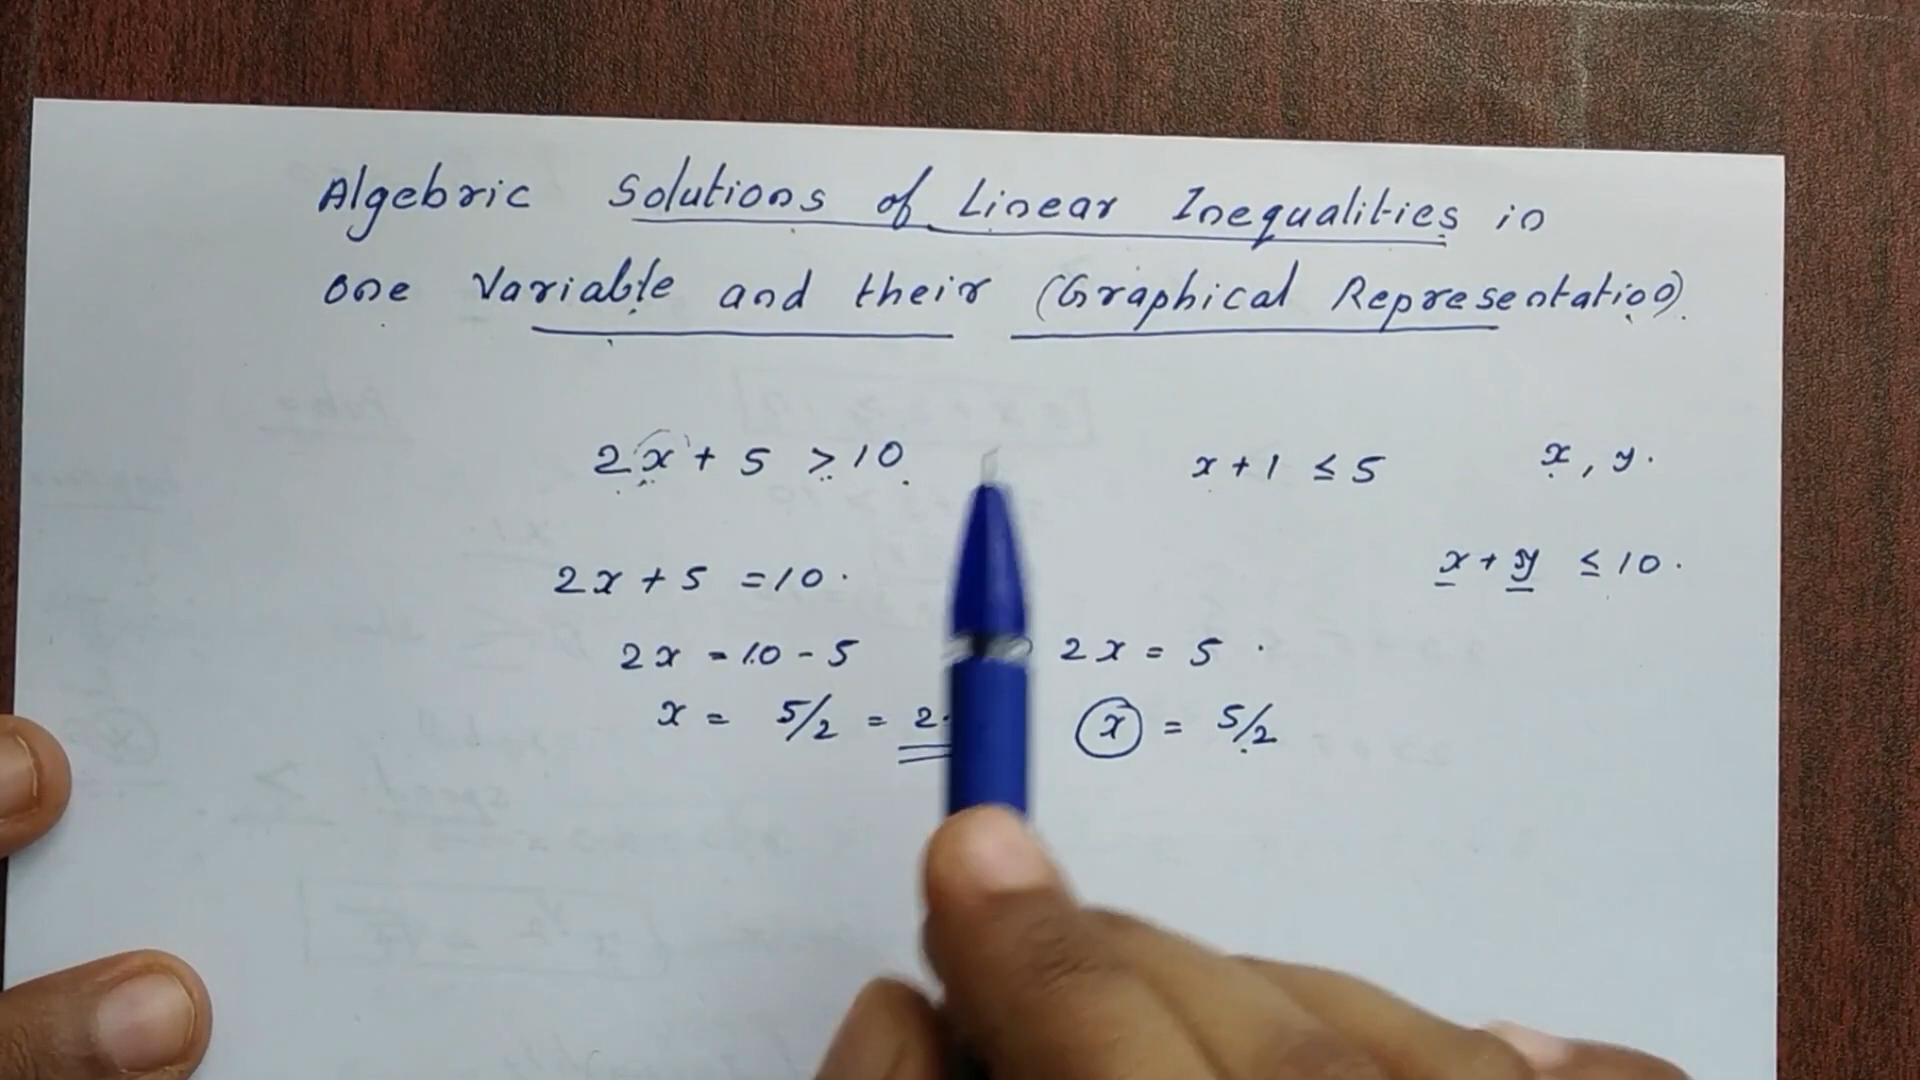 Algebric Solutions of Linear Inequalities in
one Variable and their (Graphical Representation).
2x + 5 > 10. x + 1 ≤ 5 x, y.
2x + 5 = 10. x + y ≤ 10.
2x = 10 - 5 2x = 5.
x = 5/2 = 2. x = 5/2